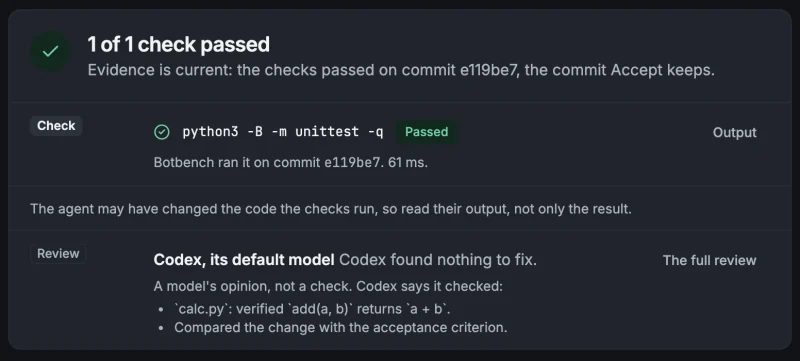 1 of 1 check passed
Evidence is current: the checks passed on commit e119be7, the commit Accept keeps.
Check
python3 -B -m unittest -q Passed
Output
Botbench ran it on commit e119be7. 61 ms.
The agent may have changed the code the checks run, so read their output, not only the result.
Review
Codex, its default model Codex found nothing to fix.
The full review
A model's opinion, not a check. Codex says it checked:
• `calc.py`: verified `add(a, b)` returns `a + b`.
• Compared the change with the acceptance criterion.